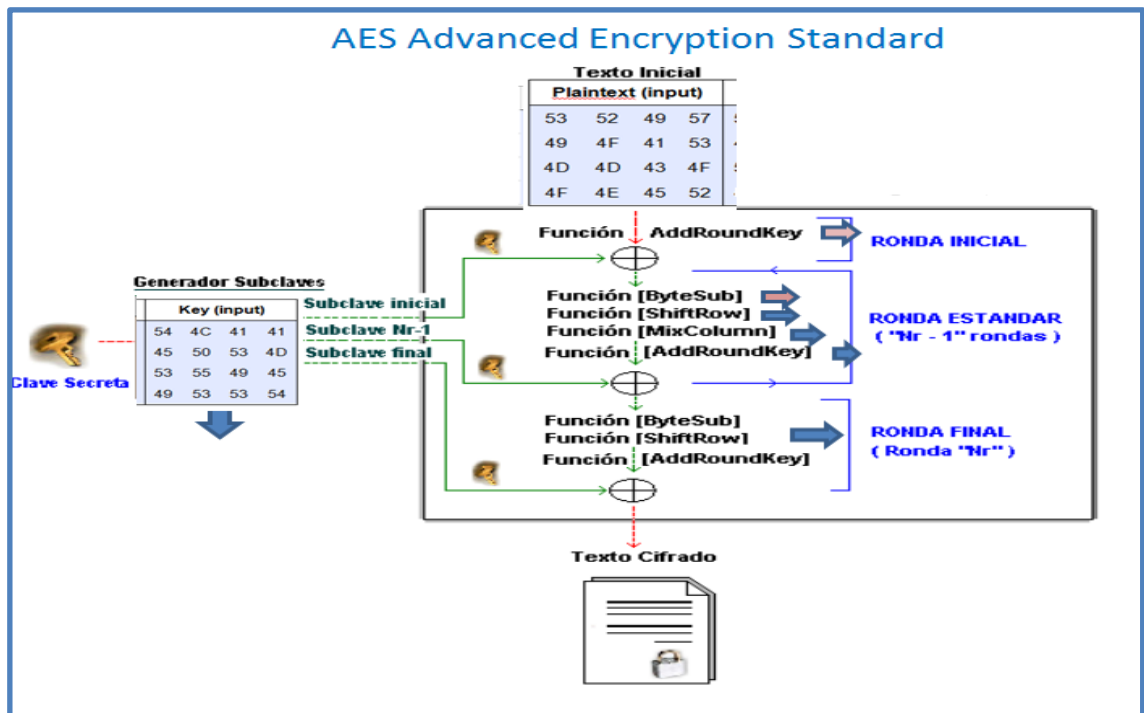 AES Advanced Encryption Standard
Texto Inicial
Plaintext (input)
53 52 49 57
49 4F 41 53
4D 4D 43 4F
4F 4E 45 52
Función AddRoundKey
RONDA INICIAL
Generador Subclaves
Key (input)
54 4C 41 41
45 50 53 4D
53 55 49 45
49 53 53 54
Clave Secreta
Subclave inicial
Subclave Nr-1
Subclave final
Función [ByteSub]
Función [ShiftRow]
Función [MixColumn]
Función [AddRoundKey]
RONDA ESTÁNDAR
( "Nr - 1" rondas )
Función [ByteSub]
Función [ShiftRow]
Función [AddRoundKey]
RONDA FINAL
( Ronda "Nr" )
Texto Cifrado